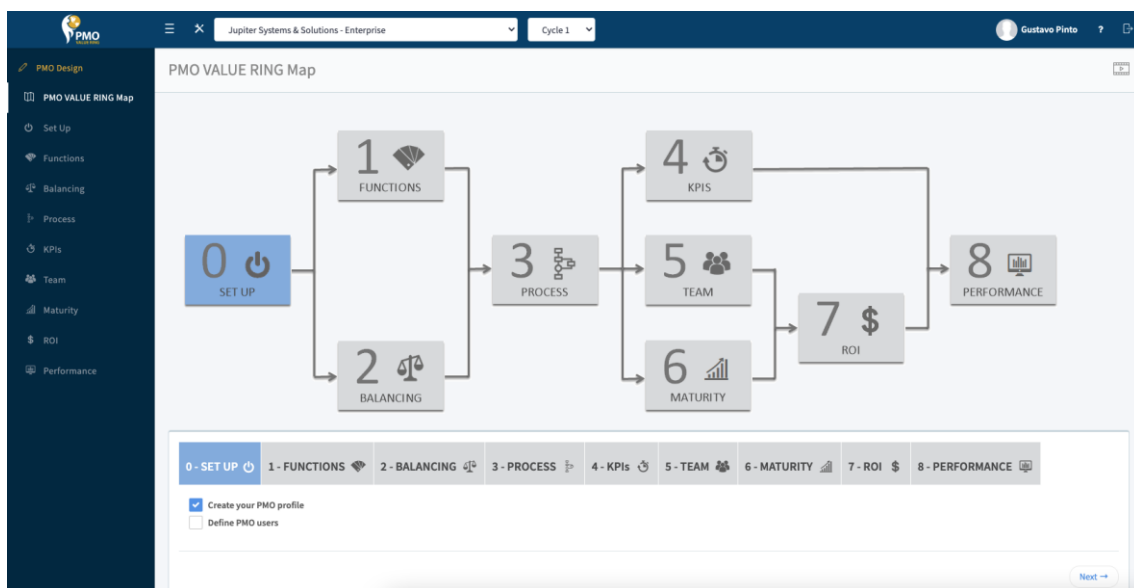 PMO
VALUE RING
Jupiter Systems & Solutions - Enterprise
Cycle 1
Gustavo Pinto
?
PMO Design
PMO VALUE RING Map
Set Up
Functions
Balancing
Process
KPIs
Team
Maturity
$ ROI
Performance
PMO VALUE RING Map
0
SET UP
1
FUNCTIONS
2
BALANCING
3
PROCESS
4
KPIS
5
TEAM
6
MATURITY
7 $
ROI
8
PERFORMANCE
0 - SET UP
1 - FUNCTIONS
2 - BALANCING
3 - PROCESS
4 - KPIs
5 - TEAM
6 - MATURITY
7 - ROI $
8 - PERFORMANCE
Create your PMO profile
Define PMO users
Next →